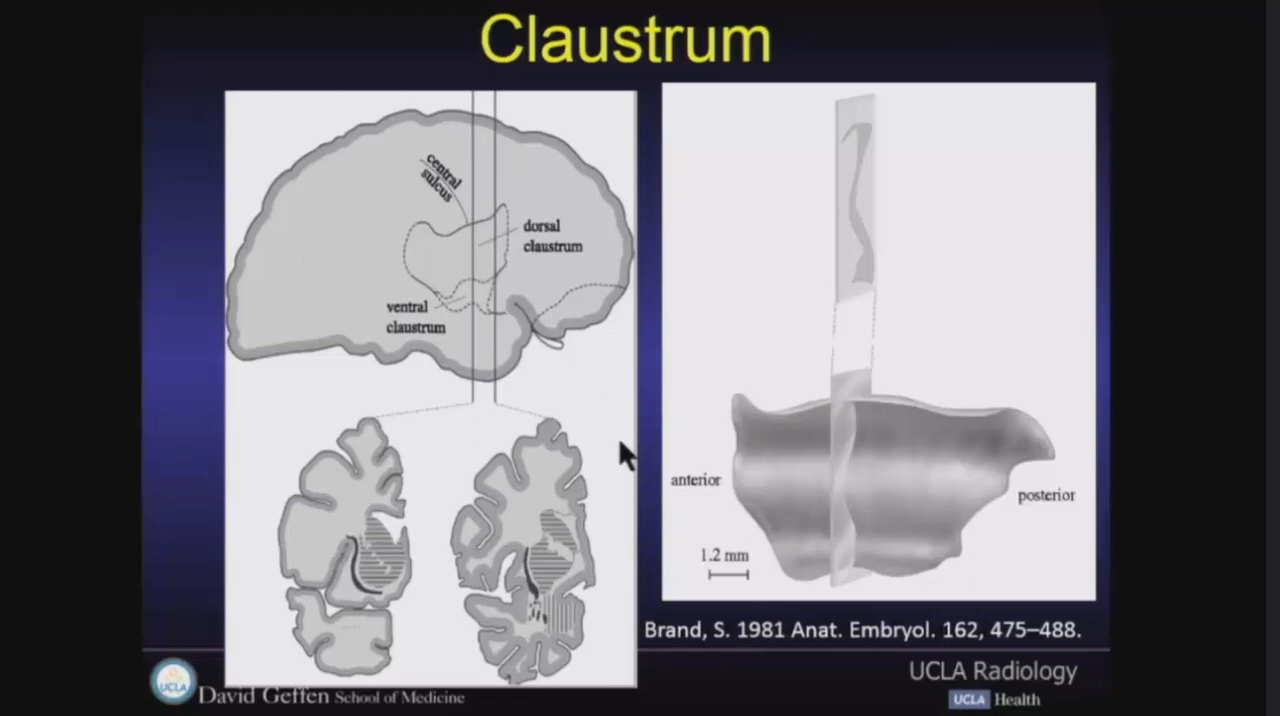 Claustrum
central
sulcus
dorsal
claustrum
ventral
claustrum
anterior
posterior
1.2 mm
Brand, S. 1981 Anat. Embryol. 162, 475–488.
UCLA
David Geffen School of Medicine
UCLA Radiology
UCLA Health